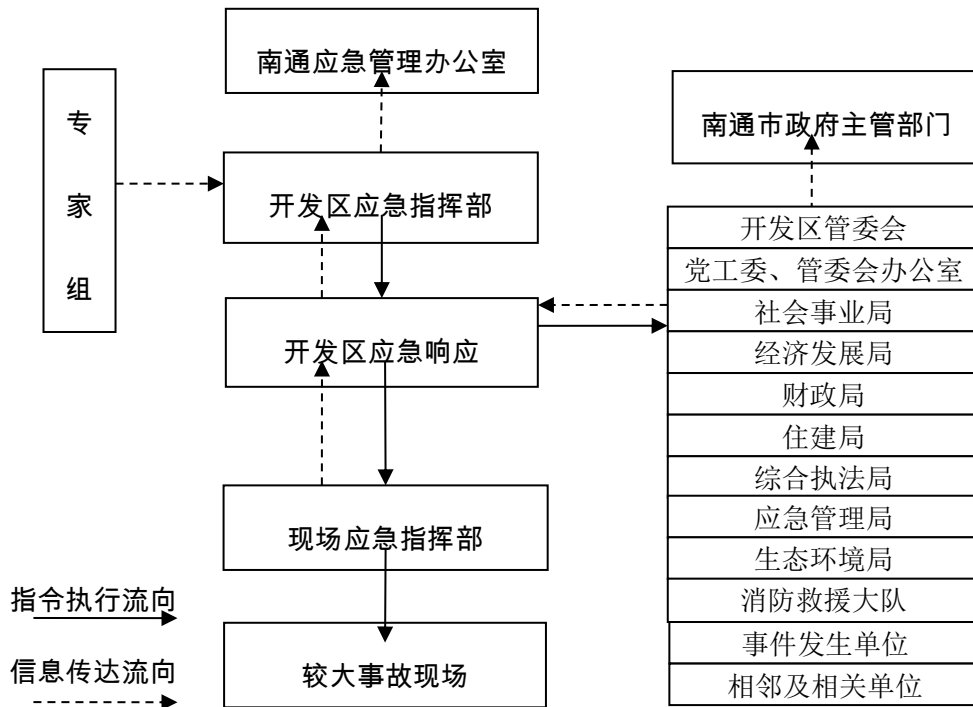 南通应急管理办公室
专
家
组
南通市政府主管部门
开发区应急指挥部
开发区管委会
党工委、管委会办公室
社会事业局
开发区应急响应
经济发展局
财政局
住建局
综合执法局
现场应急指挥部
应急管理局
生态环境局
消防救援大队
指令执行流向
事件发生单位
较大事故现场
信息传达流向
相邻及相关单位